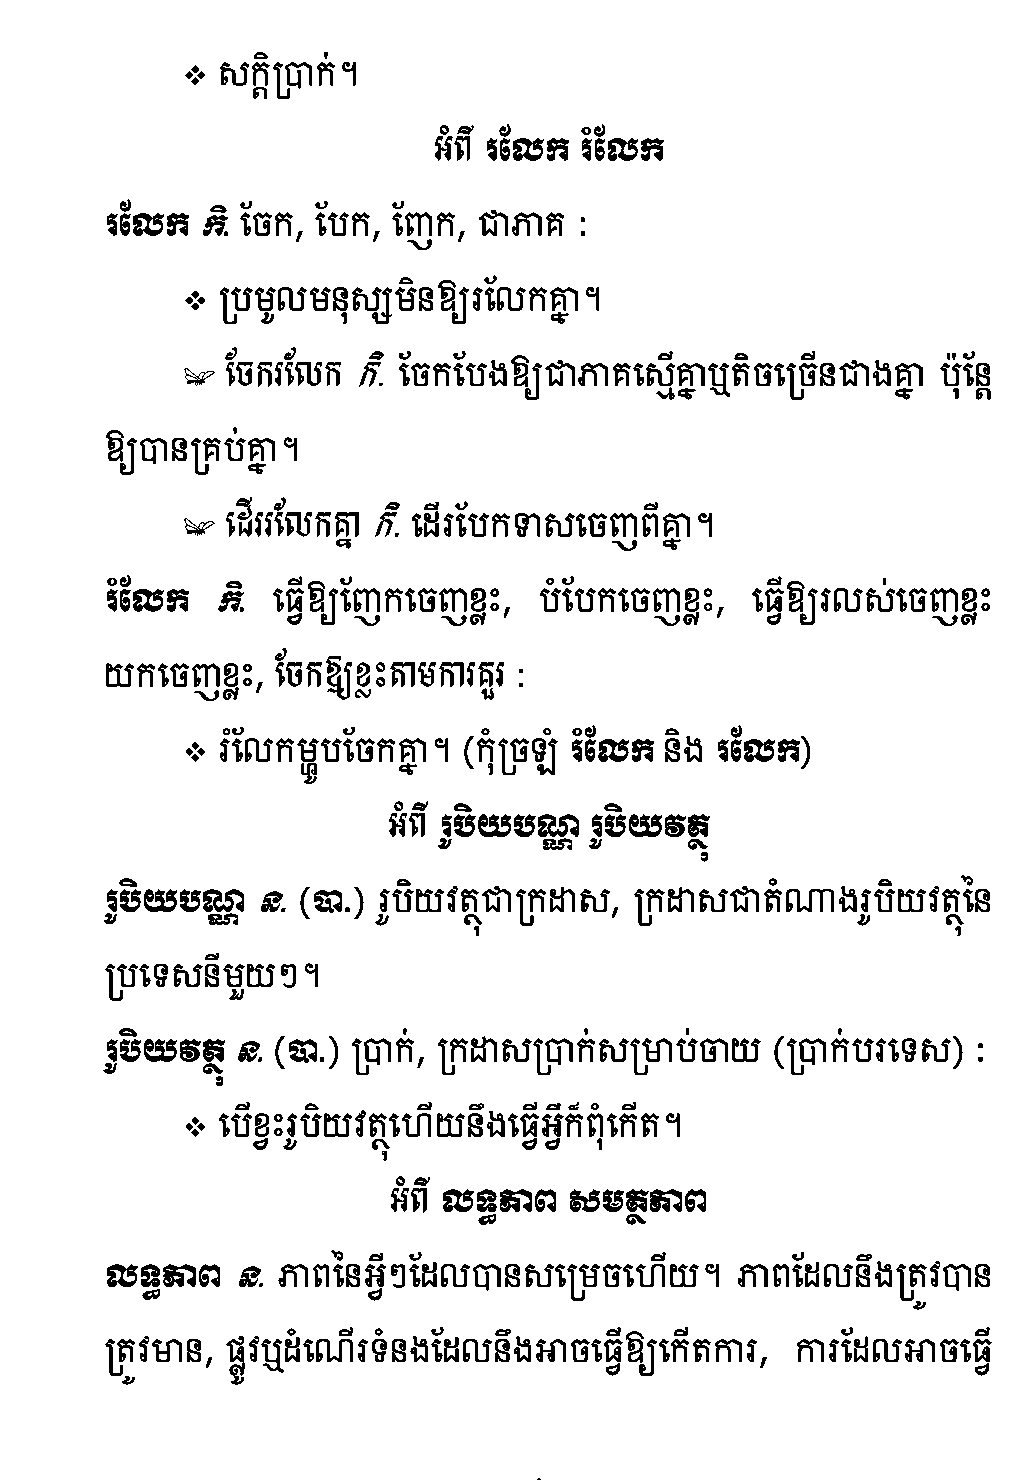 ❖ សក្ដិប្រាក់។
អំពី រលែក រំលែក
រលែក កិ. ចែក, បែក, ញែក, ជាភាគ :
❖ ប្រមូលមនុស្សមិនឱ្យរលែកគ្នា។
ចែករលែក កិ. ចែកបែងឱ្យជាភាគស្មើគ្នាឬតិចច្រើនជាងគ្នា ប៉ុន្តែ
ឱ្យបានគ្រប់គ្នា។
ដើររលែកគ្នា កិ. ដើរបែកទាសចេញពីគ្នា។
រំលែក កិ. ធ្វើឱ្យញែកចេញខ្លះ, បំបែកចេញខ្លះ, ធ្វើឱ្យរលស់ចេញខ្លះ
យកចេញខ្លះ, ចែកឱ្យខ្លះតាមការគួរ :
❖ រំលែកម្ហូបចែកគ្នា។ (កុំច្រឡំ រំលែក និង រលែក)
អំពី រូបិយបណ្ណ រូបិយវត្ថុ
រូបិយបណ្ណ ន. (បា.) រូបិយវត្ថុជាក្រដាស, ក្រដាសជាតំណាងរូបិយវត្ថុនៃ
ប្រទេសនីមួយៗ។
រូបិយវត្ថុ ន. (បា.) ប្រាក់, ក្រដាសប្រាក់សម្រាប់ចាយ (ប្រាក់បរទេស) :
❖ បើខ្វះរូបិយវត្ថុហើយនឹងធ្វើអ្វីក៏ពុំកើត។
អំពី លទ្ធភាព សមត្ថភាព
លទ្ធភាព ន. ភាពនៃអ្វីៗដែលបានសម្រេចហើយ។ ភាពដែលនឹងត្រូវបាន
ត្រូវមាន, ផ្លូវឬដំណើរទំនងដែលនឹងអាចធ្វើឱ្យកើតការ, ការដែលអាចធ្វើ